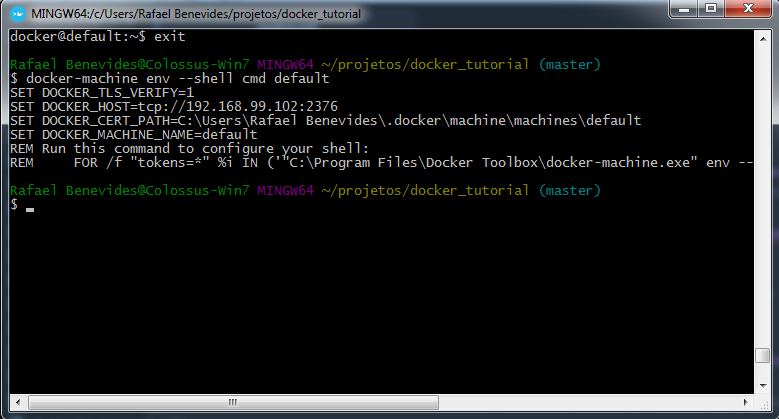 MINGW64:/c/Users/Rafael Benevides/projetos/docker_tutorial
docker@default:~$ exit
Rafael Benevides@Colossus-Win7 MINGW64 ~/projetos/docker_tutorial (master)
$ docker-machine env --shell cmd default
SET DOCKER_TLS_VERIFY=1
SET DOCKER_HOST=tcp://192.168.99.102:2376
SET DOCKER_CERT_PATH=C:\Users\Rafael Benevides\.docker\machine\machines\default
SET DOCKER_MACHINE_NAME=default
REM Run this command to configure your shell:
REM     FOR /f "tokens=*" %i IN ('"C:\Program Files\Docker Toolbox\docker-machine.exe" env --
Rafael Benevides@Colossus-Win7 MINGW64 ~/projetos/docker_tutorial (master)
$